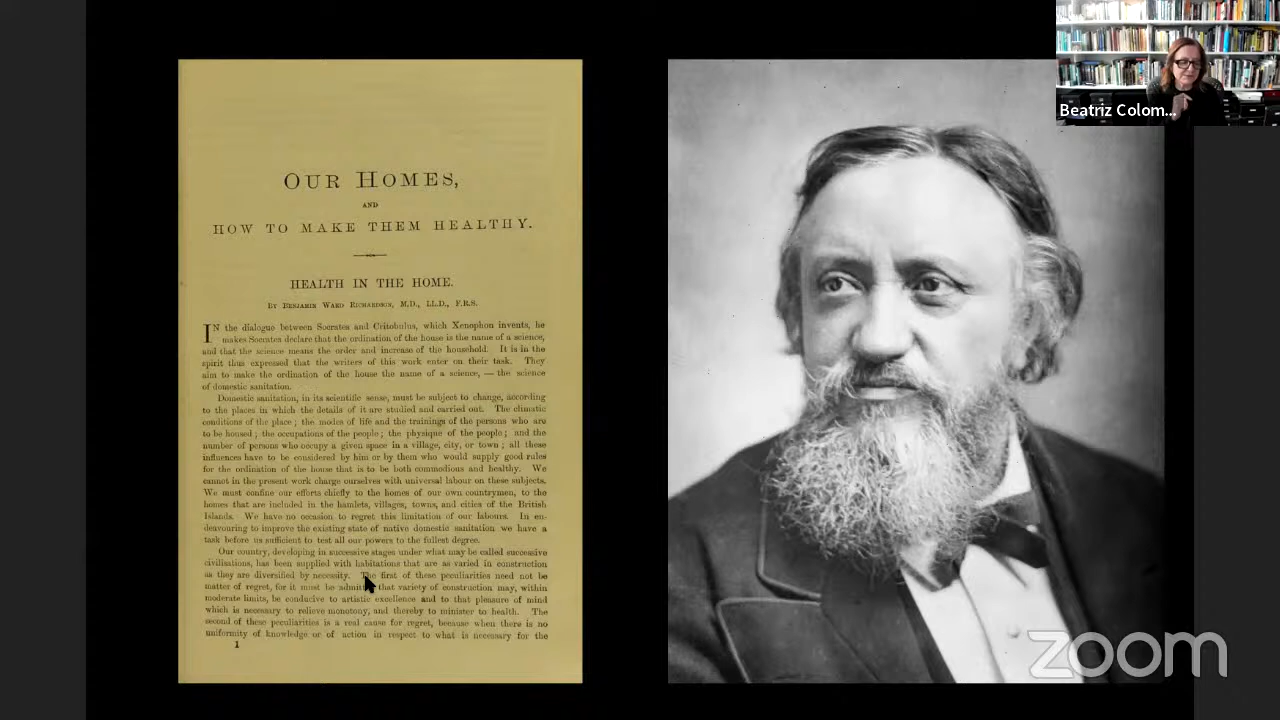 OUR HOMES,
AND
HOW TO MAKE THEM HEALTHY.
HEALTH IN THE HOME.
BY BENJAMIN WARD RICHARDSON, M.D., LL.D., F.R.S.
IN the dialogue between Socrates and Critobulus, which Xenophon invents, he
makes Socrates declare that the ordination of the house is the name of a science,
and that the science means the order and increase of the household. It is in the
spirit thus expressed that the writers of this work enter on their task. They
aim to make the ordination of the house the name of a science, — the science
of domestic sanitation.
Domestic sanitation, in its scientific sense, must be subject to change, according
to the places in which the details of it are studied and carried out. The climatic
conditions of the place; the modes of life and the trainings of the persons who are
to be housed; the occupations of the people; the physique of the people; and the
number of persons who occupy a given space in a village, city, or town; all these
influences have to be considered by him or by them who would supply good rules
for the ordination of the house that is to be both commodious and healthy. We
cannot in the present work charge ourselves with universal labour on these subjects.
We must confine our efforts chiefly to the homes of our own countrymen, to the
homes that are included in the hamlets, villages, towns, and cities of the British
Islands. We have no occasion to regret this limitation of our labours. In en-
deavouring to improve the existing state of native domestic sanitation we have a
task before us sufficient to test all our powers to the fullest degree.
Our country, developing in successive stages under what may be called successive
civilisations, has been supplied with habitations that are as varied in construction
as they are diversified by necessity. The first of these peculiarities need not be
matter of regret, for it must be that variety of construction may, within
moderate limits, be conducive to artistic excellence and to that pleasure of mind
which is necessary to relieve monotony, and thereby to minister to health. The
second of these peculiarities is a real cause for regret, because when there is no
uniformity of knowledge or of action in respect to what is necessary for the
1
Beatriz Colom...
zoom